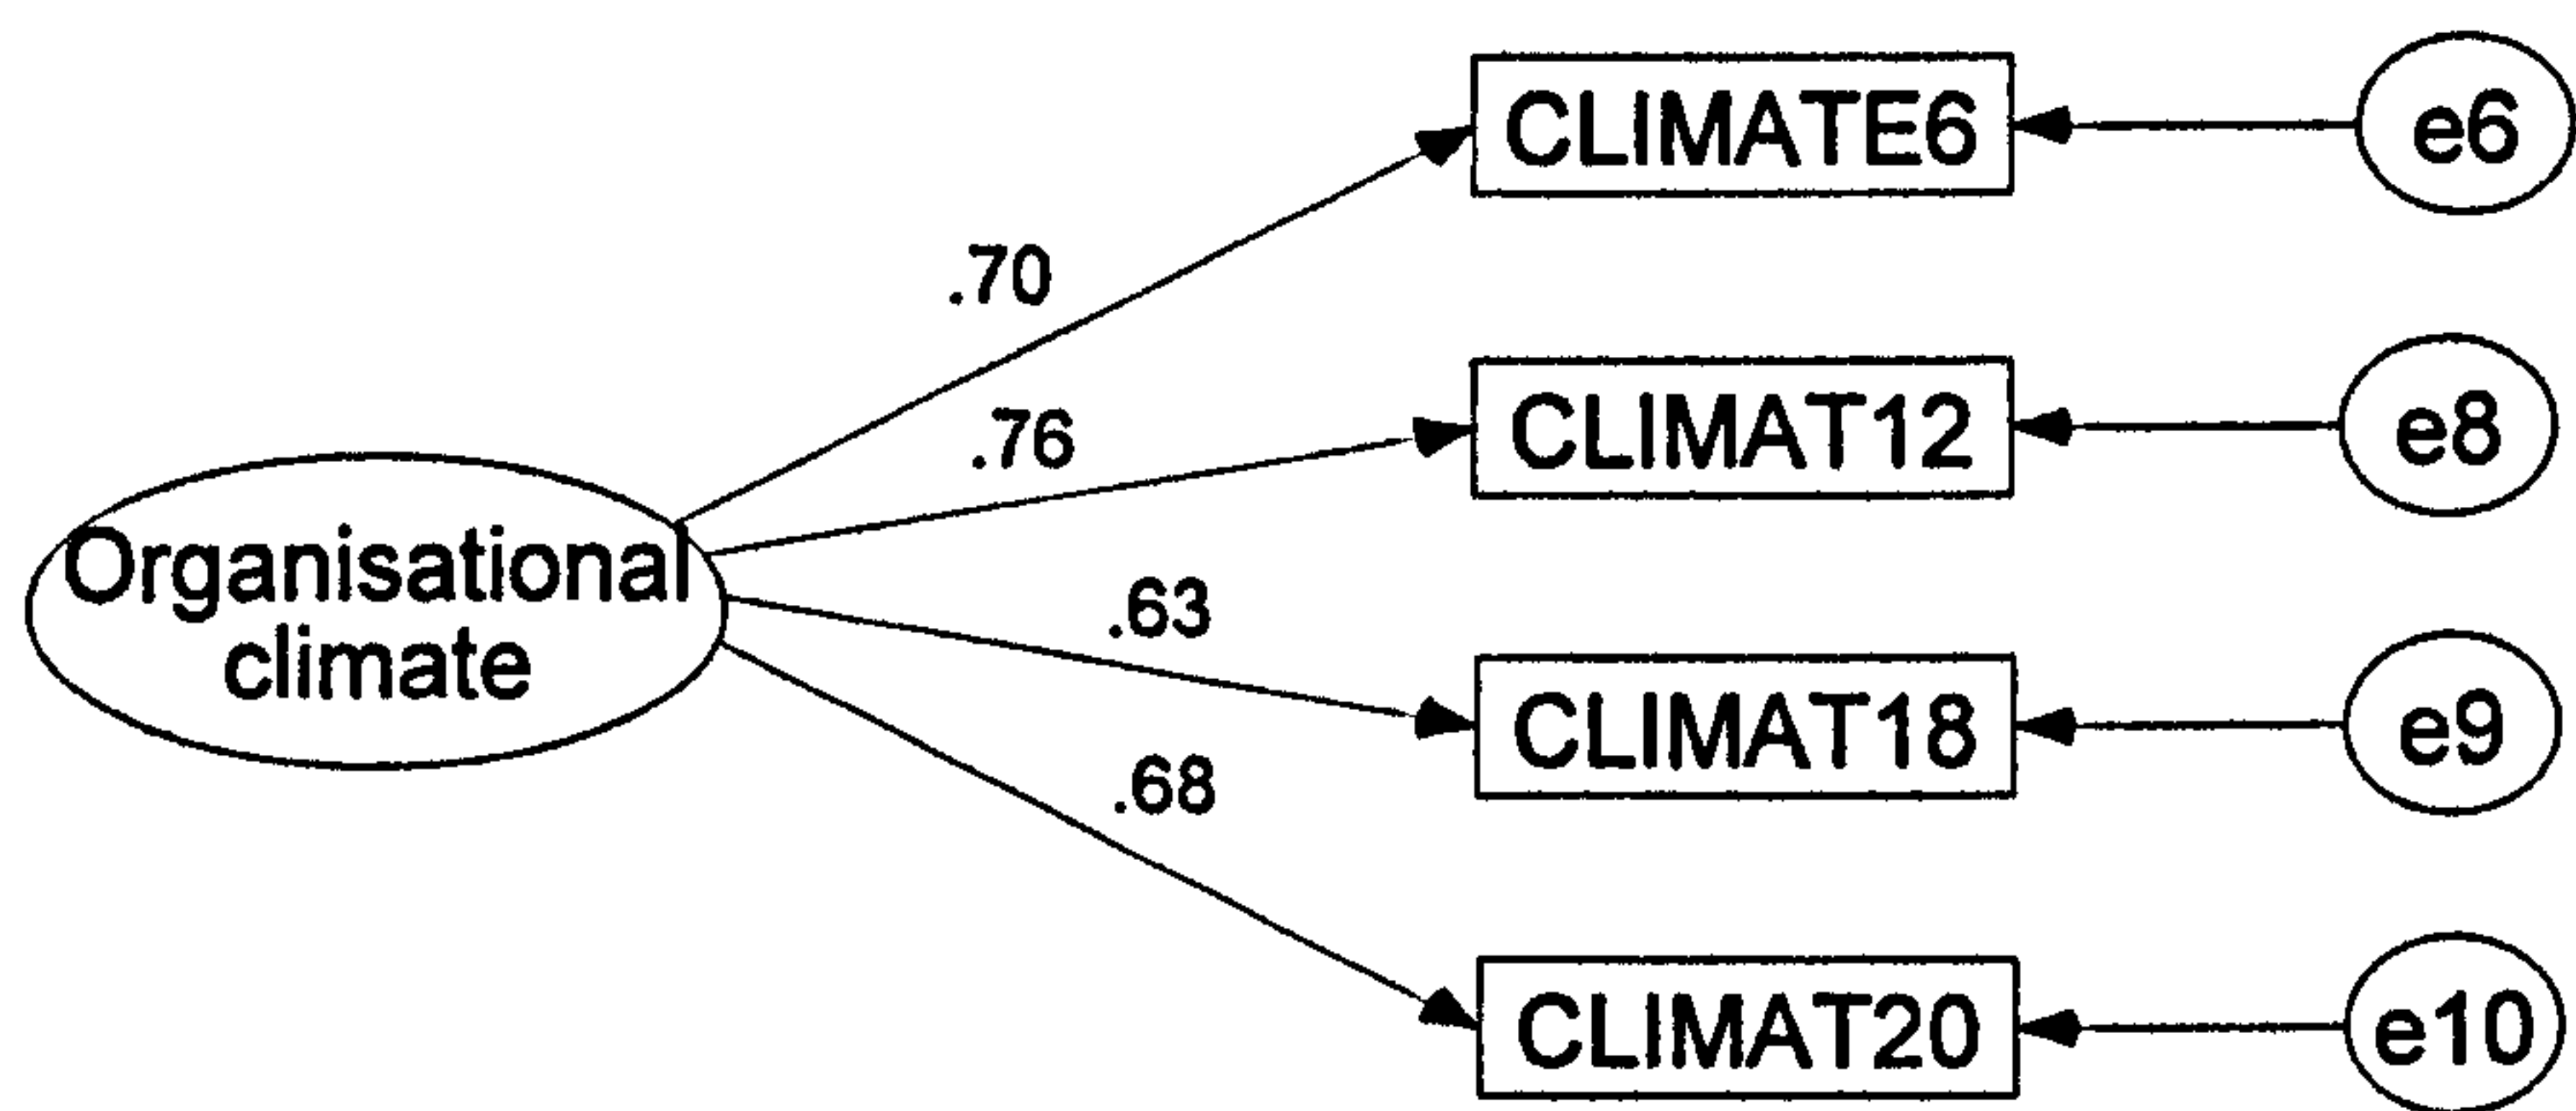 CLIMATE6
e6
.70
CLIMAT12
e8
.76
Organisational
climate
.63
CLIMAT18
e9
.68
CLIMAT20
e10